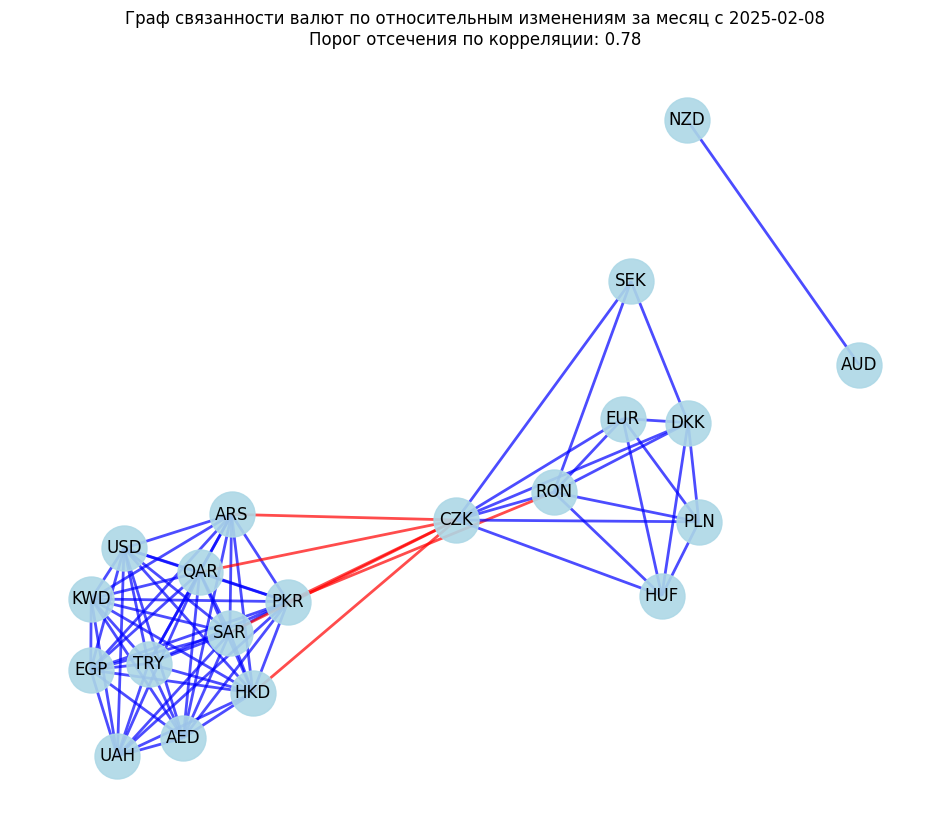 Граф связанности валют по относительным изменениям за месяц с 2025-02-08
Порог отсечения по корреляции: 0.78
NZD
SEK
AUD
EUR
DKK
RON
ARS
CZK
PLN
USD
QAR
KWD
PKR
HUF
SAR
EGP
TRY
HKD
AED
UAH